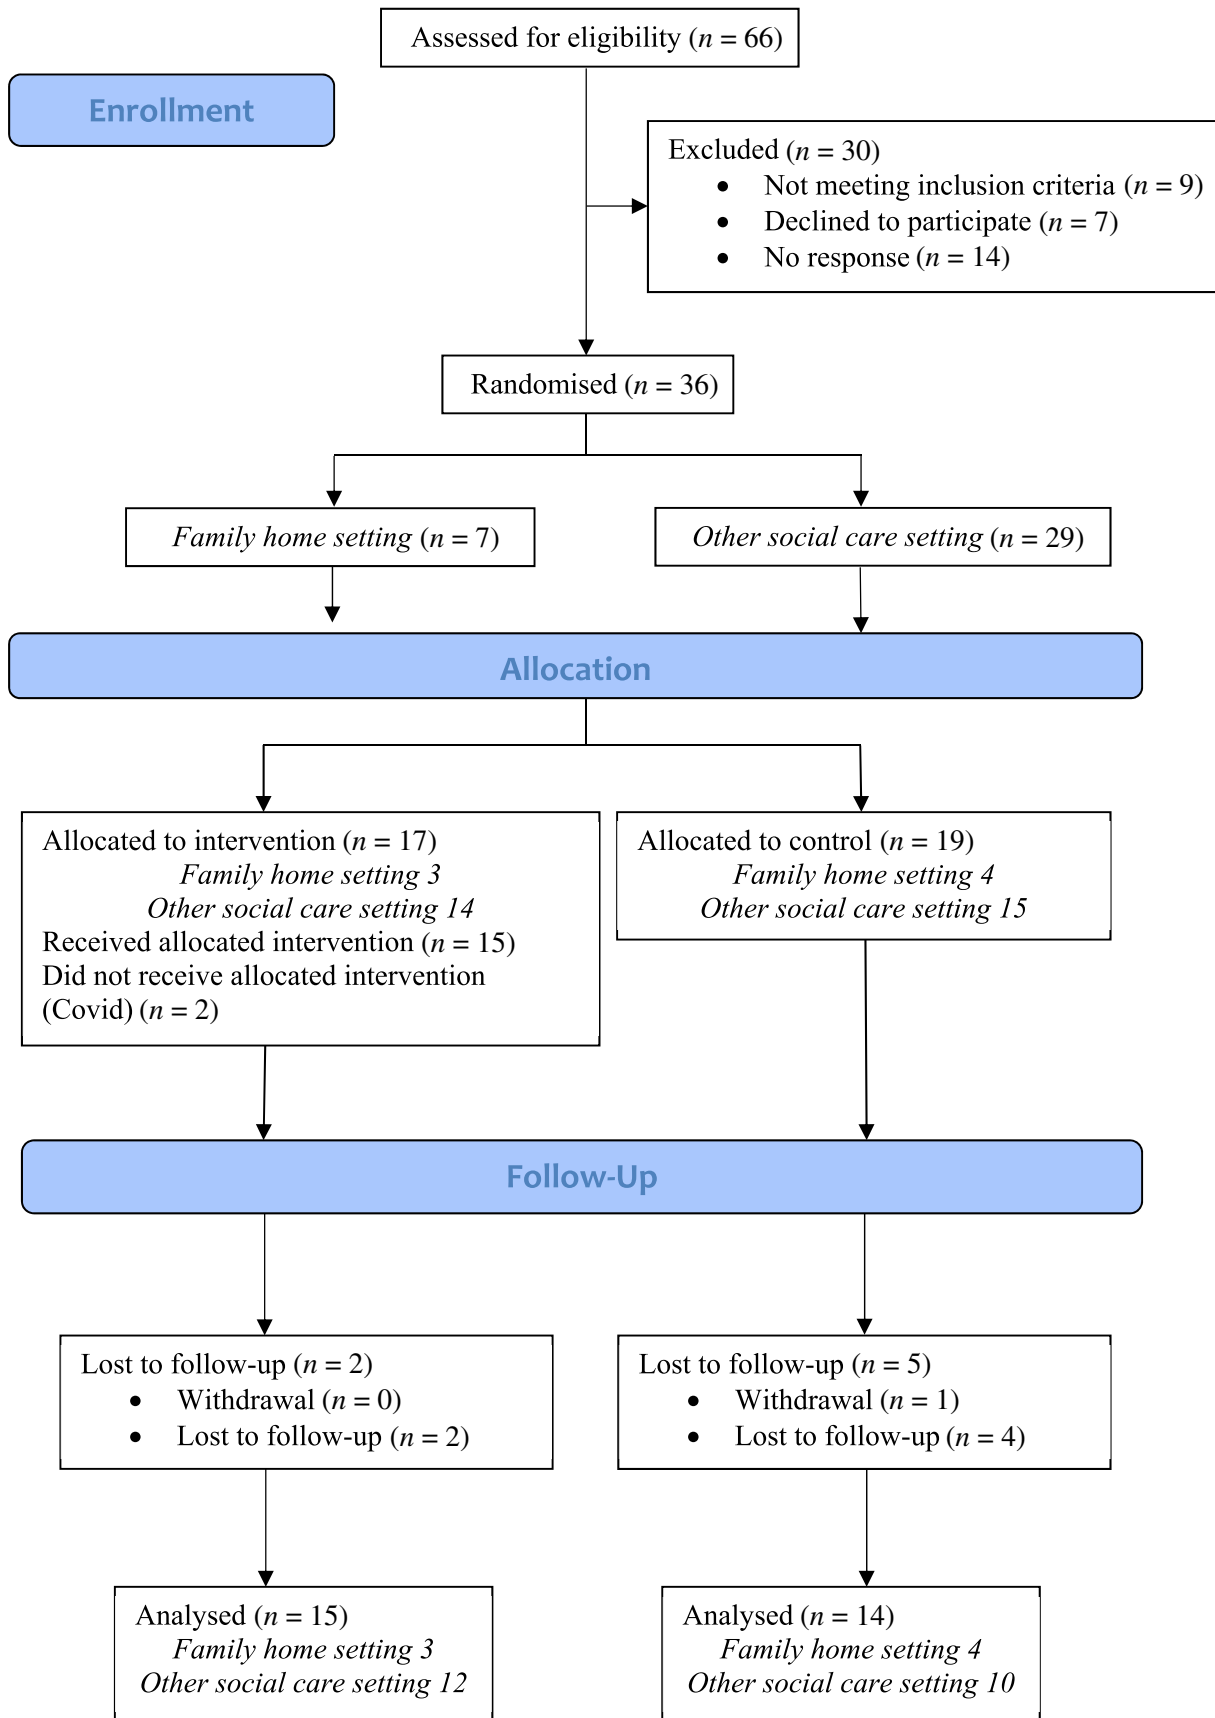 Assessed for eligibility (n = 66)
Enrollment
Excluded (n = 30)
• Not meeting inclusion criteria (n = 9)
• Declined to participate (n = 7)
• No response (n = 14)
Randomised (n = 36)
Family home setting (n = 7)
Other social care setting (n = 29)
Allocation
Allocated to intervention (n = 17)
Family home setting 3
Other social care setting 14
Received allocated intervention (n = 15)
Did not receive allocated intervention
(Covid) (n = 2)
Allocated to control (n = 19)
Family home setting 4
Other social care setting 15
Follow-Up
Lost to follow-up (n = 2)
• Withdrawal (n = 0)
• Lost to follow-up (n = 2)
Lost to follow-up (n = 5)
• Withdrawal (n = 1)
• Lost to follow-up (n = 4)
Analysed (n = 15)
Family home setting 3
Other social care setting 12
Analysed (n = 14)
Family home setting 4
Other social care setting 10